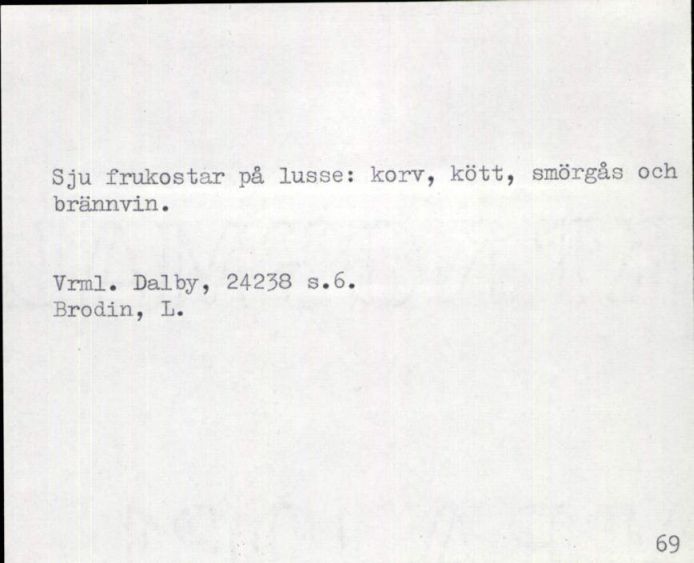 Sju frukostar på lusse: korv, kött, smörgås och
brännvin.
Vrml. Dalby, 24238 s.6.
Brodin, L.
69